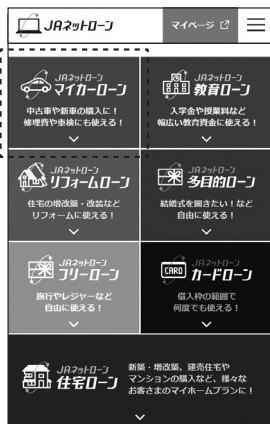 JAネットローン
マイページ
JAネットローン
マイカーローン
中古車や新車の購入に！
修理費や車検にも使える！
JAネットローン
教育ローン
入学金や授業料など
幅広い教育資金に使える！
JAネットローン
リフォームローン
住宅の増改築・改装など
リフォームに使える！
JAネットローン
多目的ローン
結婚式を開きたい！など
自由に使える！
JAネットローン
フリーローン
旅行やレジャーなど
自由に使える！
CARD
JAネットローン
カードローン
借入枠の範囲で
何度でも使える！
JAネットローン
住宅ローン
新築・増改築、建売住宅や
マンションの購入など、様々な
お客さまのマイホームプランに！